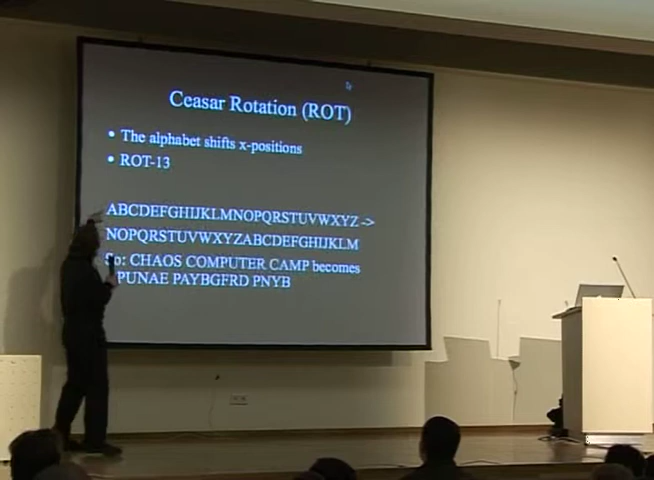 Ceasar Rotation (ROT)
• The alphabet shifts x-positions
• ROT-13
ABCDEFGHIJKLMNOPQRSTUVWXYZ ->
NOPQRSTUVWXYZABCDEFGHIJKLM
So: CHAOS COMPUTER CAMP becomes
PUNAE PAYBGFRD PNYB